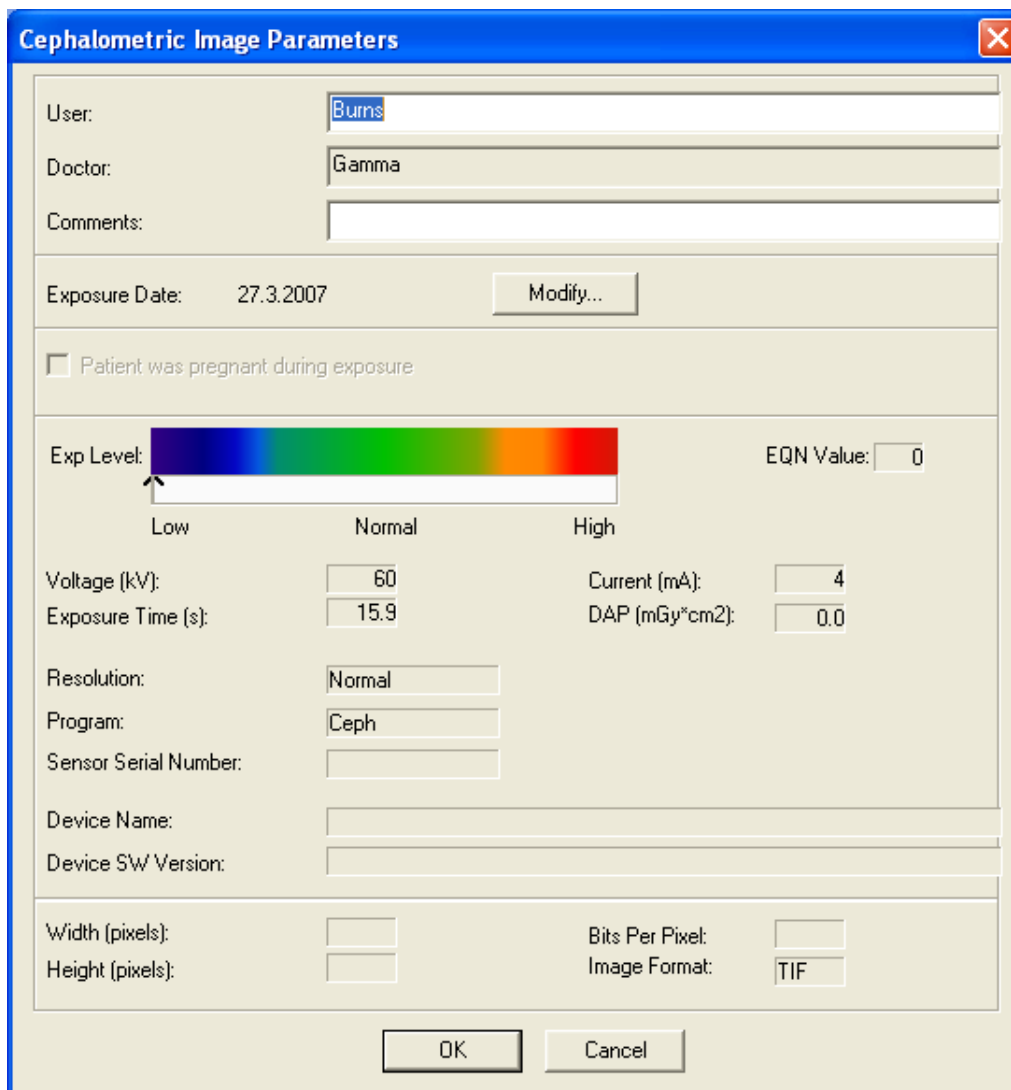 Cephalometric Image Parameters
User: Burns
Doctor: Gamma
Comments:
Exposure Date: 27.3.2007 Modify...
Patient was pregnant during exposure
Exp Level: EQN Value: 0
Low Normal High
Voltage (kV): 60 Current (mA): 4
Exposure Time (s): 15.9 DAP (mGy*cm2): 0.0
Resolution: Normal
Program: Ceph
Sensor Serial Number:
Device Name:
Device SW Version:
Width (pixels): Bits Per Pixel:
Height (pixels): Image Format: TIF
OK Cancel